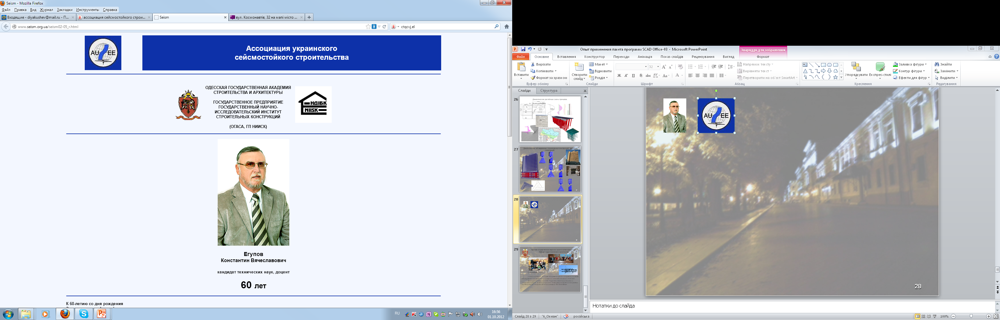 Seism - Mozilla Firefox
Файл Правка Вид Журнал Закладки Инструменты Справка
Входящие - diyakushev@mail.ru - П...
ассоциация сейсмостойкого строи...
Seism
вул. Космонавтів, 32 на мапі місто ...
www.seism.org.ua/seism02-05_r.html
ctqcvj,el
AU EE
Ассоциация украинского
сейсмостойкого строительства
ОДЕССКАЯ ГОСУДАРСТВЕННАЯ АКАДЕМИЯ
СТРОИТЕЛЬСТВА И АРХИТЕКТУРЫ
ГОСУДАРСТВЕННОЕ ПРЕДПРИЯТИЕ
ГОСУДАРСТВЕННЫЙ НАУЧНО-
ИССЛЕДОВАТЕЛЬСКИЙ ИНСТИТУТ
СТРОИТЕЛЬНЫХ КОНСТРУКЦИЙ
(ОГАСА, ГП НИИСК)
НДІБК
NIISK
Егупов
Константин Вячеславович
кандидат технических наук, доцент
60 лет
К 60-летию со дня рождения
RU
16:56
01.10.2012
Опыт применения пакета программ SCAD Office-03 - Microsoft PowerPoint
Знаряддя для зображення
Файл Основне Вставлення Конструктор Переходи Анімація Показ слайдів Рецензування Вигляд Формат
Вставити
Вирізати
Копіювати
Формат за зразком
Буфер обміну
Створити слайд
Макет
Відновити
Розділ
Слайди
32
Шрифт
Напрямок тексту
Вирівняти текст
Перетворити на об'єкт SmartArt
Абзац
Упорядкувати
Експрес-стилі
Заливка фігури
Контур фігури
Ефекти для фігур
Креслення
Знайти
Замінити
Виділити
Редагування
Слайди Структура
26
27
28
29
AU EE
28
Нотатки до слайда
Слайд 28 з 29
"6_Океан"
російська
100%